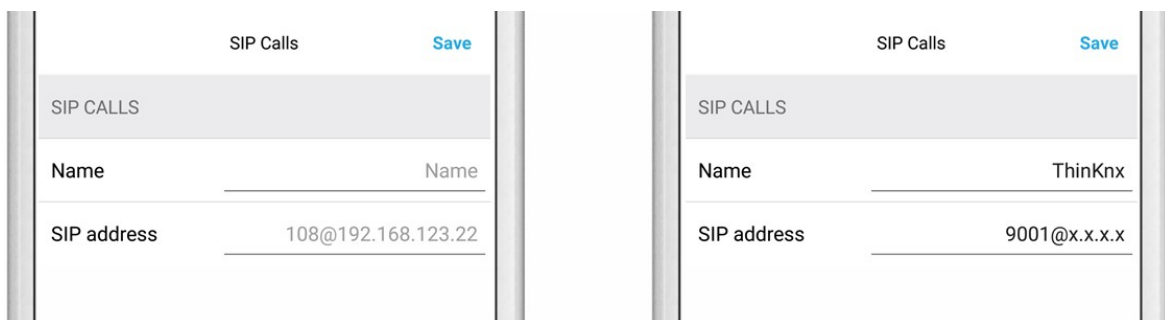 SIP Calls
Save
SIP CALLS
Name
Name
SIP address
108@192.168.123.22
SIP Calls
Save
SIP CALLS
Name
ThinKnx
SIP address
9001@x.x.x.x